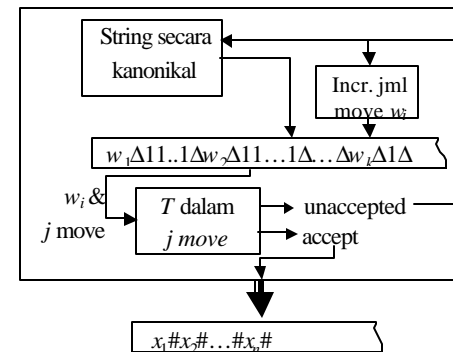 String secara
kanonikal
Incr. jml
move wᵢ
w₁Δ11..1Δw₂Δ11…1Δ…ΔwₖΔ1Δ
wᵢ &
j move
T dalam
j move
unaccepted
accept
x₁#x₂#…#xₙ#